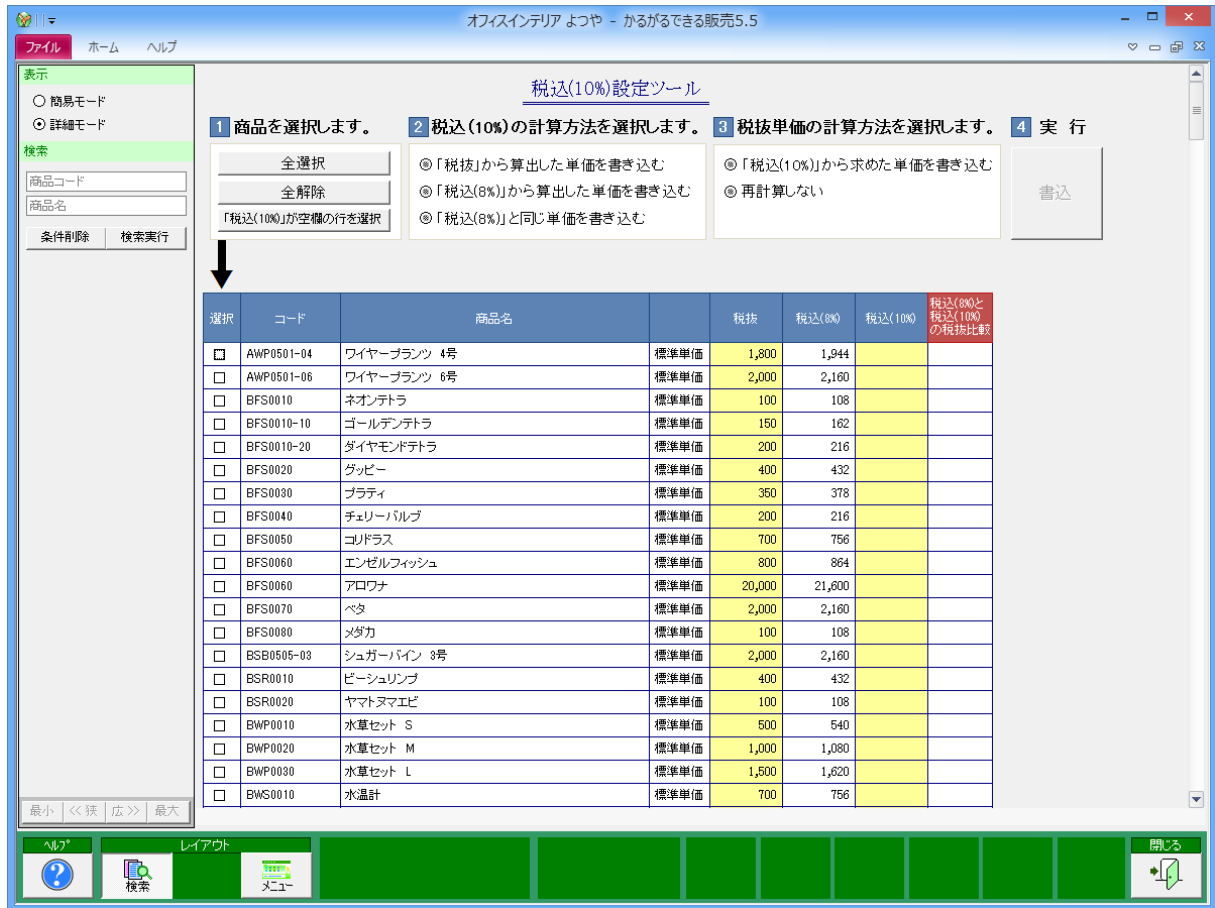 オフィスインテリア よつや - かるがるできる販売5.5
ファイル ホーム ヘルプ
表示
簡易モード
詳細モード
検索
商品コード
商品名
条件削除 検索実行
税込(10%)設定ツール
1 商品を選択します。
全選択
全解除
「税込(10%)」が空欄の行を選択
2 税込(10%)の計算方法を選択します。
「税抜」から算出した単価を書き込む
「税込(8%)」から算出した単価を書き込む
「税込(8%)」と同じ単価を書き込む
3 税抜単価の計算方法を選択します。
「税込(10%)」から求めた単価を書き込む
再計算しない
4 実 行
書込
選択 コード 商品名 税抜 税込(8%) 税込(10%) 税込(8%)と
税込(10%)
の税抜比較
AWP0501-04 ワイヤープランツ 4号 標準単価 1,800 1,944
AWP0501-06 ワイヤープランツ 6号 標準単価 2,000 2,160
BFS0010 ネオンテトラ 標準単価 100 108
BFS0010-10 ゴールデンテトラ 標準単価 150 162
BFS0010-20 ダイヤモンドテトラ 標準単価 200 216
BFS0020 グッピー 標準単価 400 432
BFS0030 プラティ 標準単価 350 378
BFS0040 チェリーバルブ 標準単価 200 216
BFS0050 コリドラス 標準単価 700 756
BFS0060 エンゼルフィッシュ 標準単価 800 864
BFS0060 アロワナ 標準単価 20,000 21,600
BFS0070 ベタ 標準単価 2,000 2,160
BFS0080 メダカ 標準単価 100 108
BSB0505-03 シュガーバイン 3号 標準単価 2,000 2,160
BSR0010 ビーシュリンプ 標準単価 400 432
BSR0020 ヤマトヌマエビ 標準単価 100 108
BWP0010 水草セット S 標準単価 500 540
BWP0020 水草セット M 標準単価 1,000 1,080
BWP0030 水草セット L 標準単価 1,500 1,620
BWS0010 水温計 標準単価 700 756
最小 <<狭 広>> 最大
ヘルプ レイアウト 閉じる
検索 メニュー